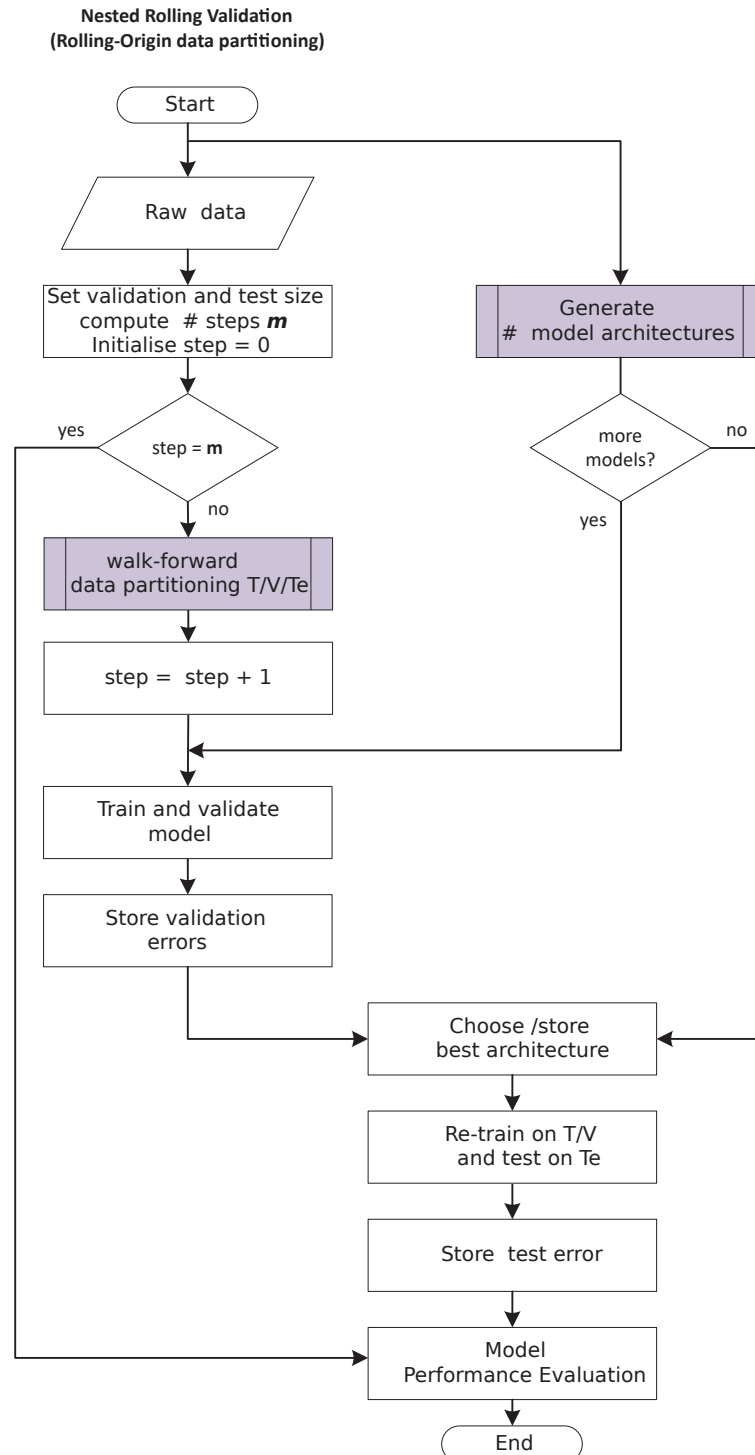 Nested Rolling Validation
(Rolling-Origin data partitioning)
Start
Raw data
Set validation and test size
compute # steps m
Initialise step = 0
Generate
# model architectures
yes
step = m
no
more
models?
no
yes
walk-forward
data partitioning T/V/Te
step = step + 1
Train and validate
model
Store validation
errors
Choose /store
best architecture
Re-train on T/V
and test on Te
Store test error
Model
Performance Evaluation
End